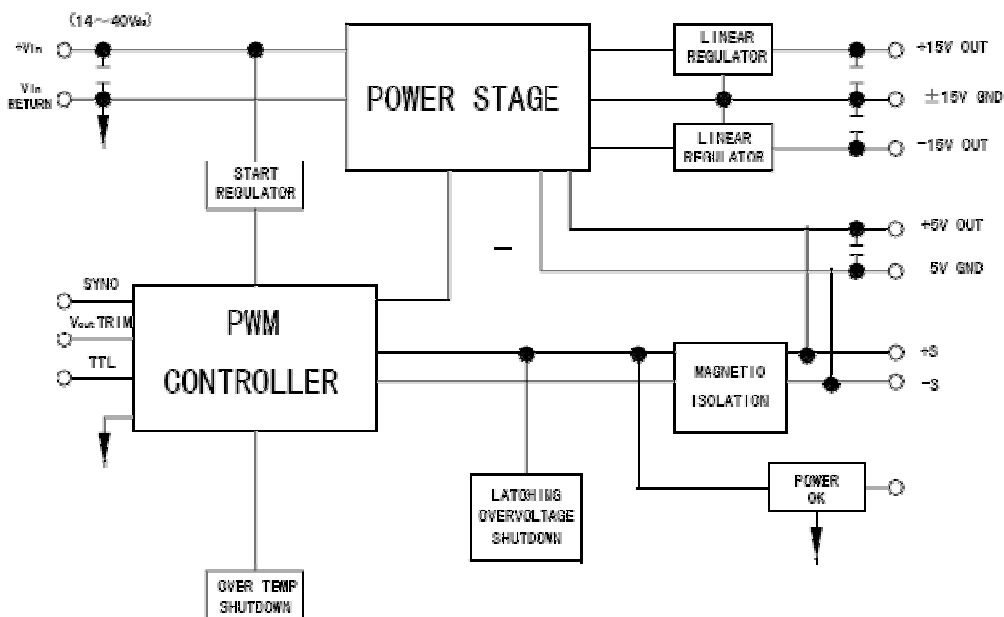 (14～40Vdc)
+Vin
Vin
RETURN
POWER STAGE
LINEAR
REGULATOR
LINEAR
REGULATOR
+15V OUT
±15V GND
-15V OUT
START
REGULATOR
+5V OUT
5V GND
SYNC
Vout TRIM
TTL
PWM
CONTROLLER
MAGNETIC
ISOLATION
+S
-S
LATCHING
OVERVOLTAGE
SHUTDOWN
POWER
OK
OVER TEMP
SHUTDOWN